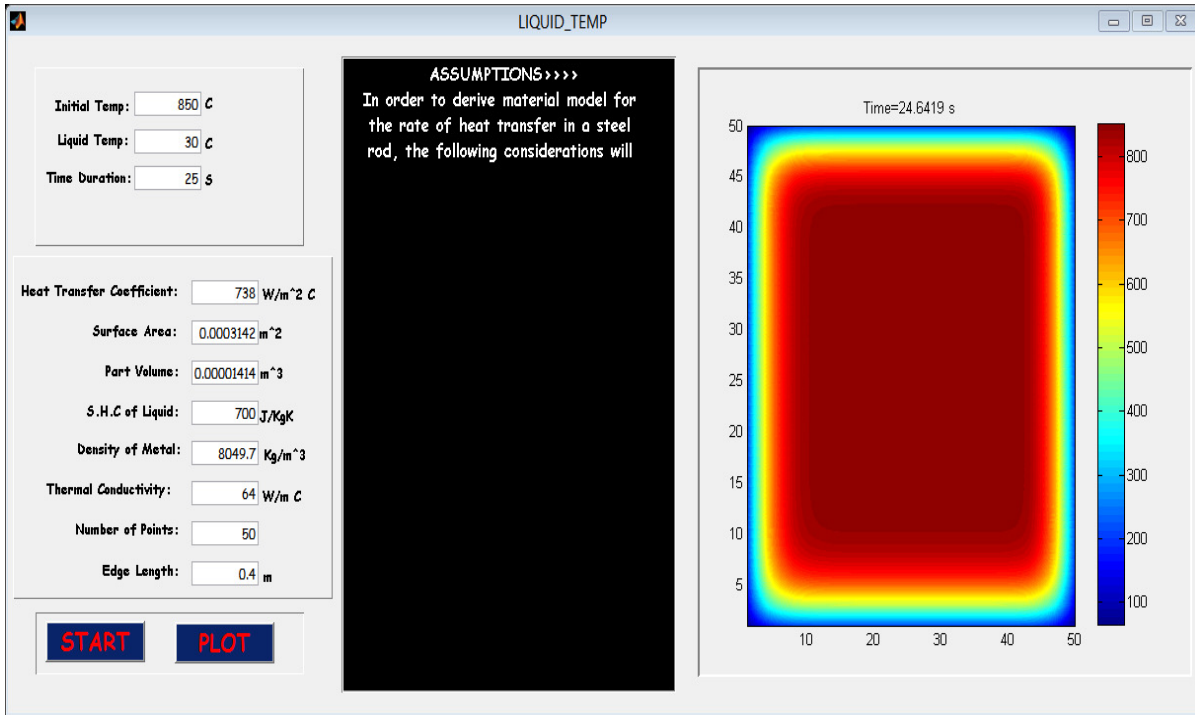 LIQUID_TEMP
Initial Temp: 850 C
Liquid Temp: 30 C
Time Duration: 25 S
Heat Transfer Coefficient: 738 W/m^2 C
Surface Area: 0.0003142 m^2
Part Volume: 0.00001414 m^3
S.H.C of Liquid: 700 J/KgK
Density of Metal: 8049.7 Kg/m^3
Thermal Conductivity: 64 W/m C
Number of Points: 50
Edge Length: 0.4 m
START PLOT
ASSUMPTIONS>>>>
In order to derive material model for
the rate of heat transfer in a steel
rod, the following considerations will
Time=24.6419 s
50
45
40
35
30
25
20
15
10
5
10 20 30 40 50
800
700
600
500
400
300
200
100